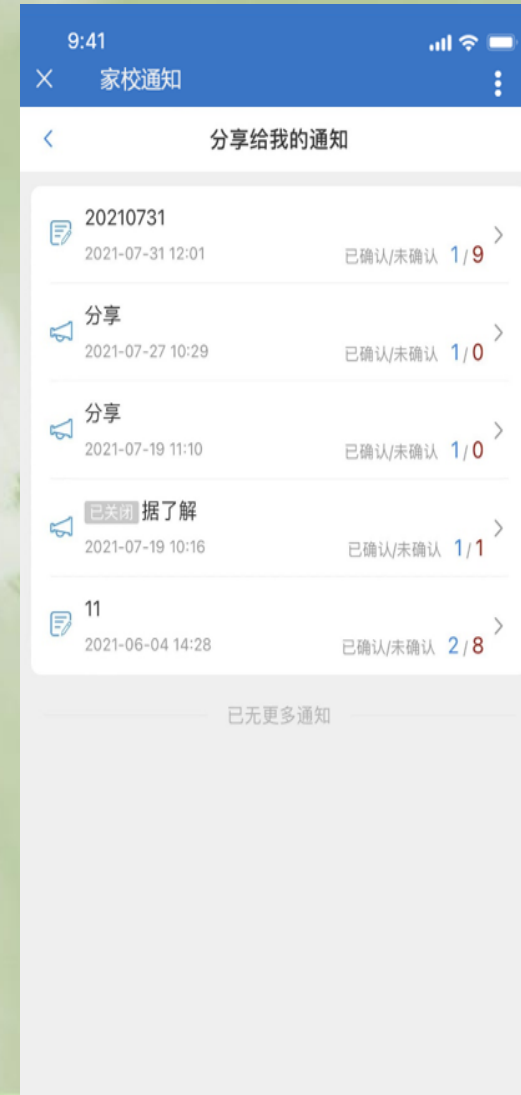 9:41
家校通知
分享给我的通知
20210731
2021-07-31 12:01 已确认/未确认 1/9
分享
2021-07-27 10:29 已确认/未确认 1/0
分享
2021-07-19 11:10 已确认/未确认 1/0
已关闭 据了解
2021-07-19 10:16 已确认/未确认 1/1
11
2021-06-04 14:28 已确认/未确认 2/8
已无更多通知